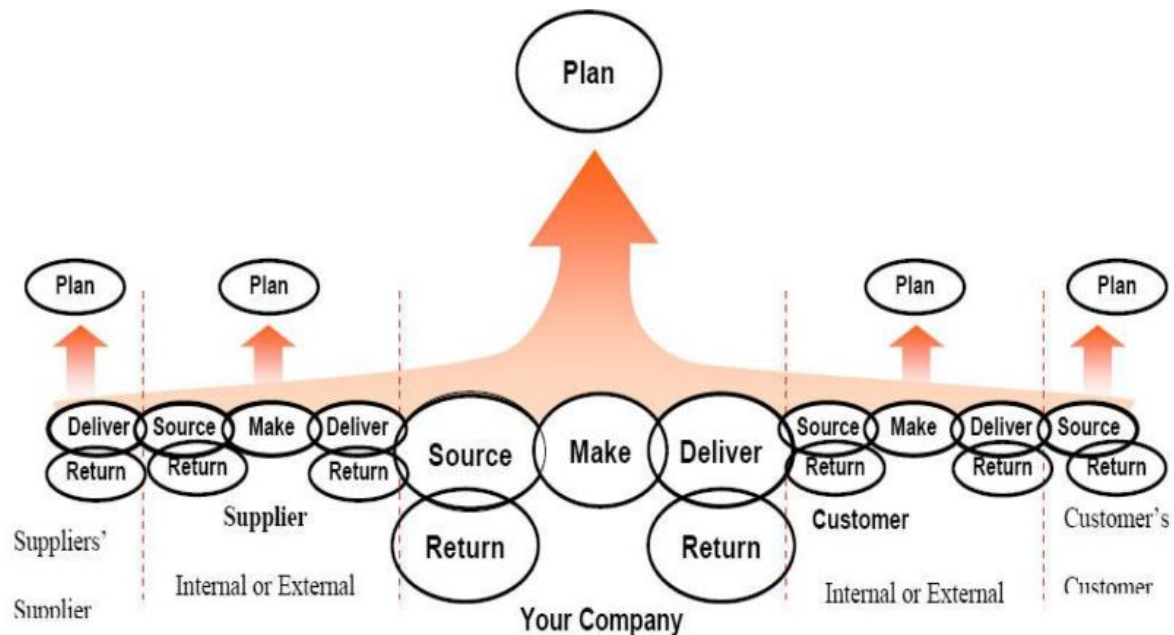 Plan
Plan Plan Plan Plan
Deliver Source Make Deliver Source Make Deliver Source Make Deliver Source
Return Return Return Return Return Return
Return Return
Supplier Customer Customer's
Suppliers'
Internal or External Internal or External Customer
Supplier
Your Company